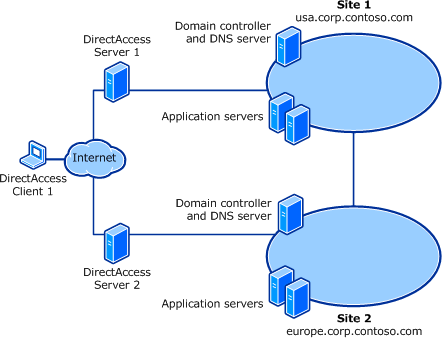 Site 1
usa.corp.contoso.com
Domain controller
and DNS server
DirectAccess
Server 1
Application servers
Internet
DirectAccess
Client 1
Domain controller
and DNS server
DirectAccess
Server 2
Application servers
Site 2
europe.corp.contoso.com